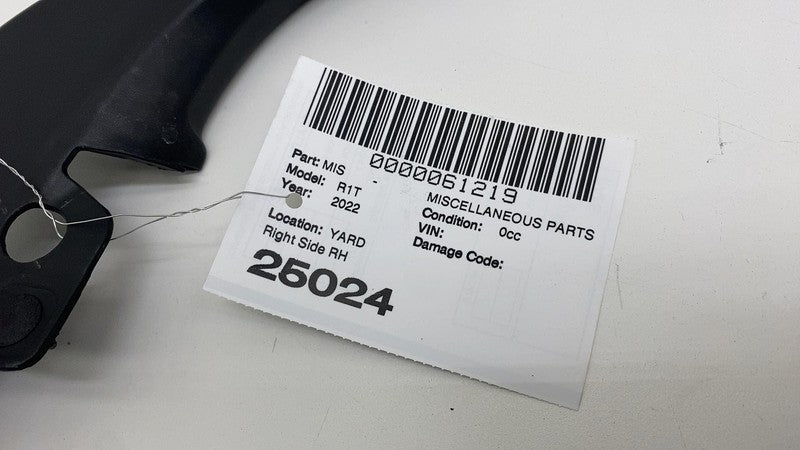 0000061219
Part: MIS - MISCELLANEOUS PARTS
Model: R1T Condition: 0cc
Year: 2022 VIN:
Damage Code:
Location: YARD
Right Side RH
25024